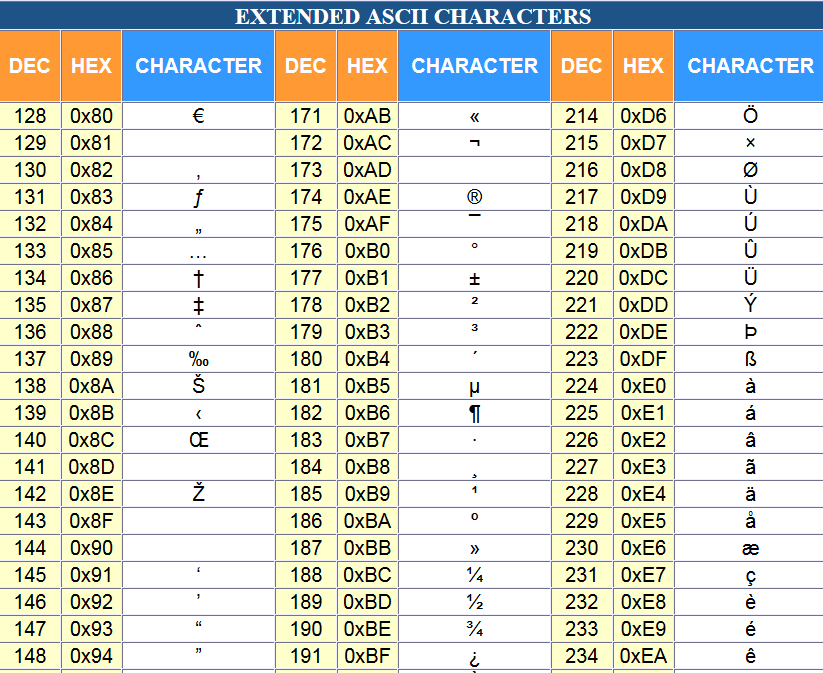 EXTENDED ASCII CHARACTERS
DEC HEX CHARACTER DEC HEX CHARACTER DEC HEX CHARACTER
128 0x80 € 171 0xAB « 214 0xD6 Ö
129 0x81 172 0xAC ¬ 215 0xD7 ×
130 0x82 ‚ 173 0xAD 216 0xD8 Ø
131 0x83 ƒ 174 0xAE ® 217 0xD9 Ù
132 0x84 „ 175 0xAF ¯ 218 0xDA Ú
133 0x85 … 176 0xB0 ° 219 0xDB Û
134 0x86 † 177 0xB1 ± 220 0xDC Ü
135 0x87 ‡ 178 0xB2 ² 221 0xDD Ý
136 0x88 ˆ 179 0xB3 ³ 222 0xDE Þ
137 0x89 ‰ 180 0xB4 ´ 223 0xDF ß
138 0x8A Š 181 0xB5 µ 224 0xE0 à
139 0x8B ‹ 182 0xB6 ¶ 225 0xE1 á
140 0x8C Œ 183 0xB7 · 226 0xE2 â
141 0x8D 184 0xB8 ¸ 227 0xE3 ã
142 0x8E Ž 185 0xB9 ¹ 228 0xE4 ä
143 0x8F 186 0xBA º 229 0xE5 å
144 0x90 187 0xBB » 230 0xE6 æ
145 0x91 ‘ 188 0xBC ¼ 231 0xE7 ç
146 0x92 ’ 189 0xBD ½ 232 0xE8 è
147 0x93 “ 190 0xBE ¾ 233 0xE9 é
148 0x94 ” 191 0xBF ¿ 234 0xEA ê